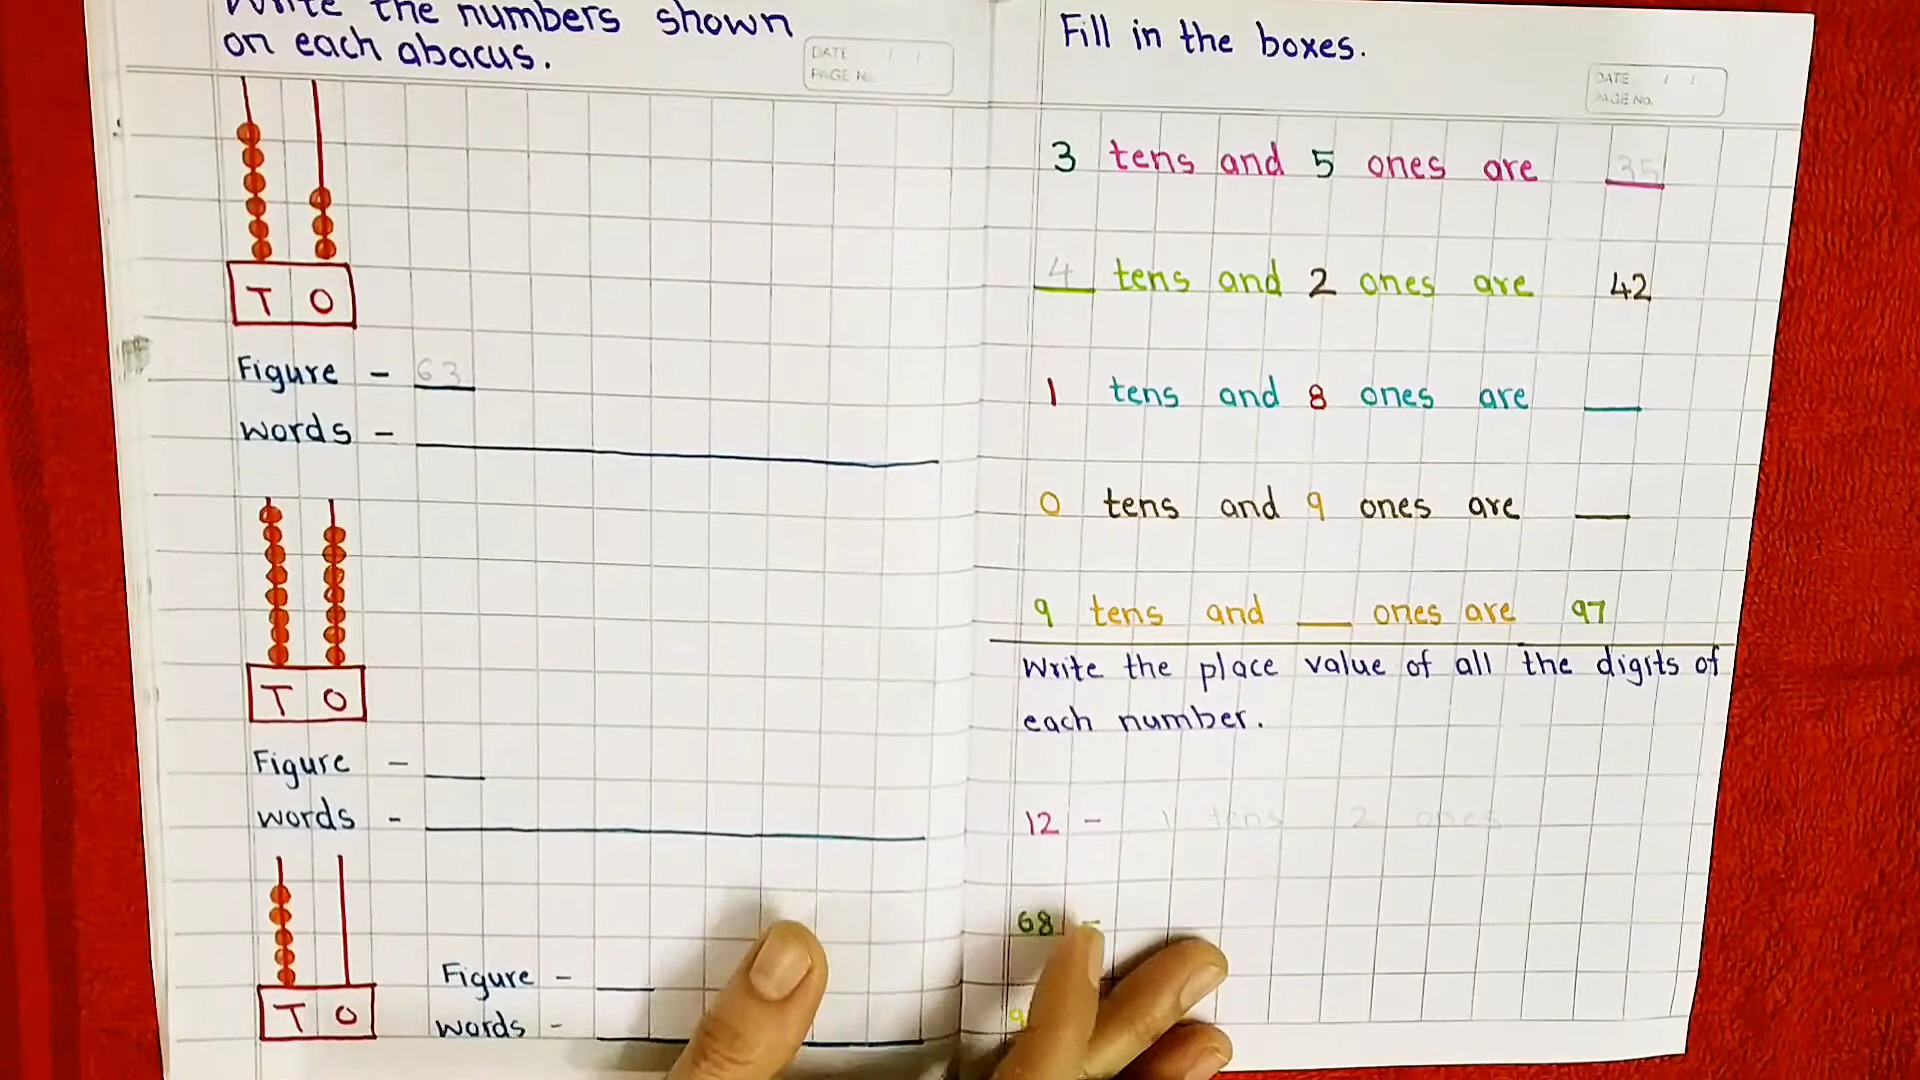 Write the numbers shown
on each abacus.
DATE / /
PAGE N
T O
Figure - 63
words -
T O
Figure -
words -
T O
Figure -
words -
Fill in the boxes.
DATE / /
PAGE No.
3 tens and 5 ones are 35
4 tens and 2 ones are 42
1 tens and 8 ones are
0 tens and 9 ones are
9 tens and ones are 97
Write the place value of all the digits of
each number.
12 - 1 tens 2 ones
68 -